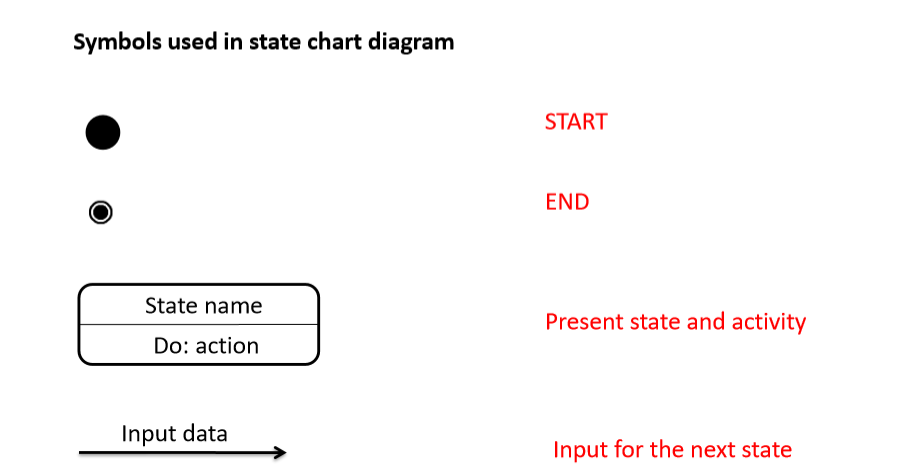 Symbols used in state chart diagram
START
END
State name
Do: action
Present state and activity
Input data
Input for the next state